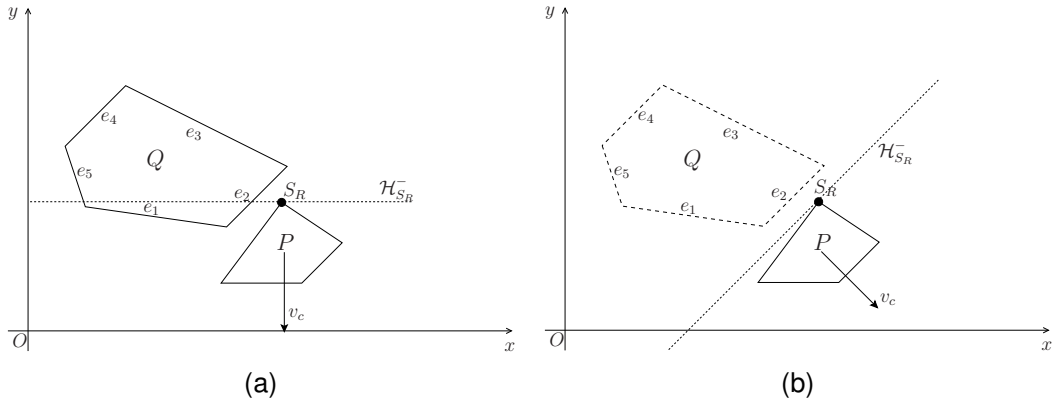 y
e₄
e₃
Q
e₅
e₂
e₁
S_R
𝓗⁻_{S_R}
P
v_c
O
x
(a)
y
e₄
e₃
Q
e₅
e₂
e₁
S_R
𝓗⁻_{S_R}
P
v_c
O
x
(b)